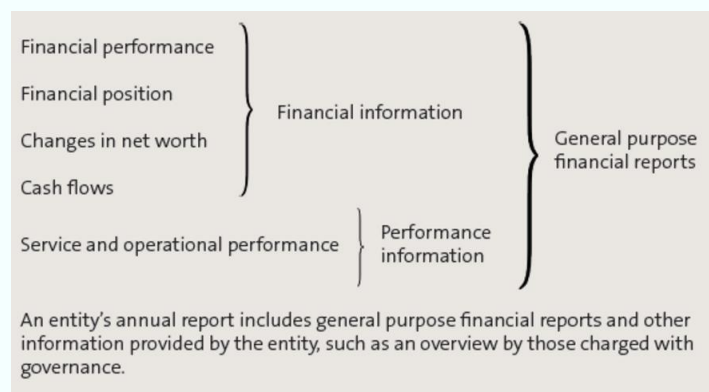 Financial performance
Financial position
Financial information
Changes in net worth
General purpose
financial reports
Cash flows
Service and operational performance
Performance
information
An entity's annual report includes general purpose financial reports and other
information provided by the entity, such as an overview by those charged with
governance.